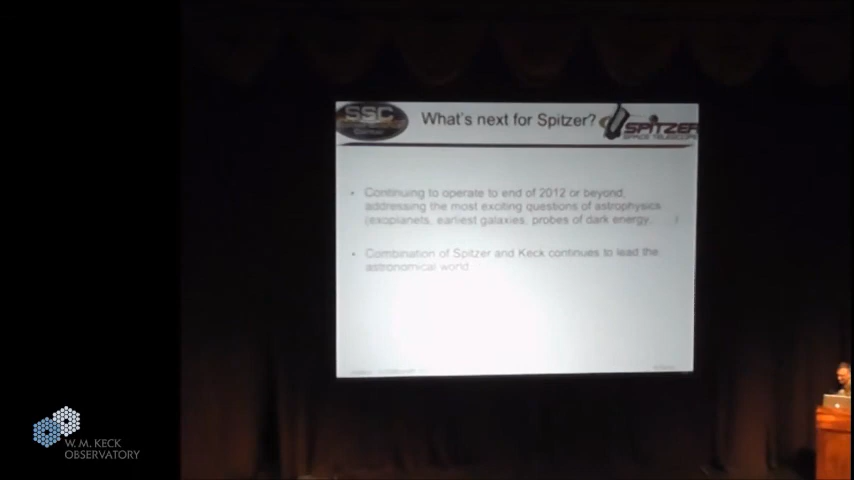 SSC
What's next for Spitzer?
SPITZER
SPACE TELESCOPE
• Continuing to operate to end of 2012 or beyond,
addressing the most exciting questions of astrophysics
(exoplanets, earliest galaxies, probes of dark energy,
• Combination of Spitzer and Keck continues to lead the
astronomical world
W. M. KECK
OBSERVATORY